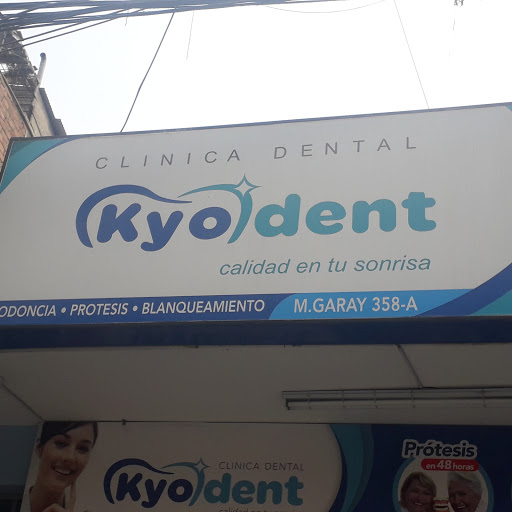 CLINICA DENTAL
Kyodent
calidad en tu sonrisa
ODONCIA • PROTESIS • BLANQUEAMIENTO M.GARAY 358-A
CLINICA DENTAL
Kyodent
Prótesis
en 48 horas